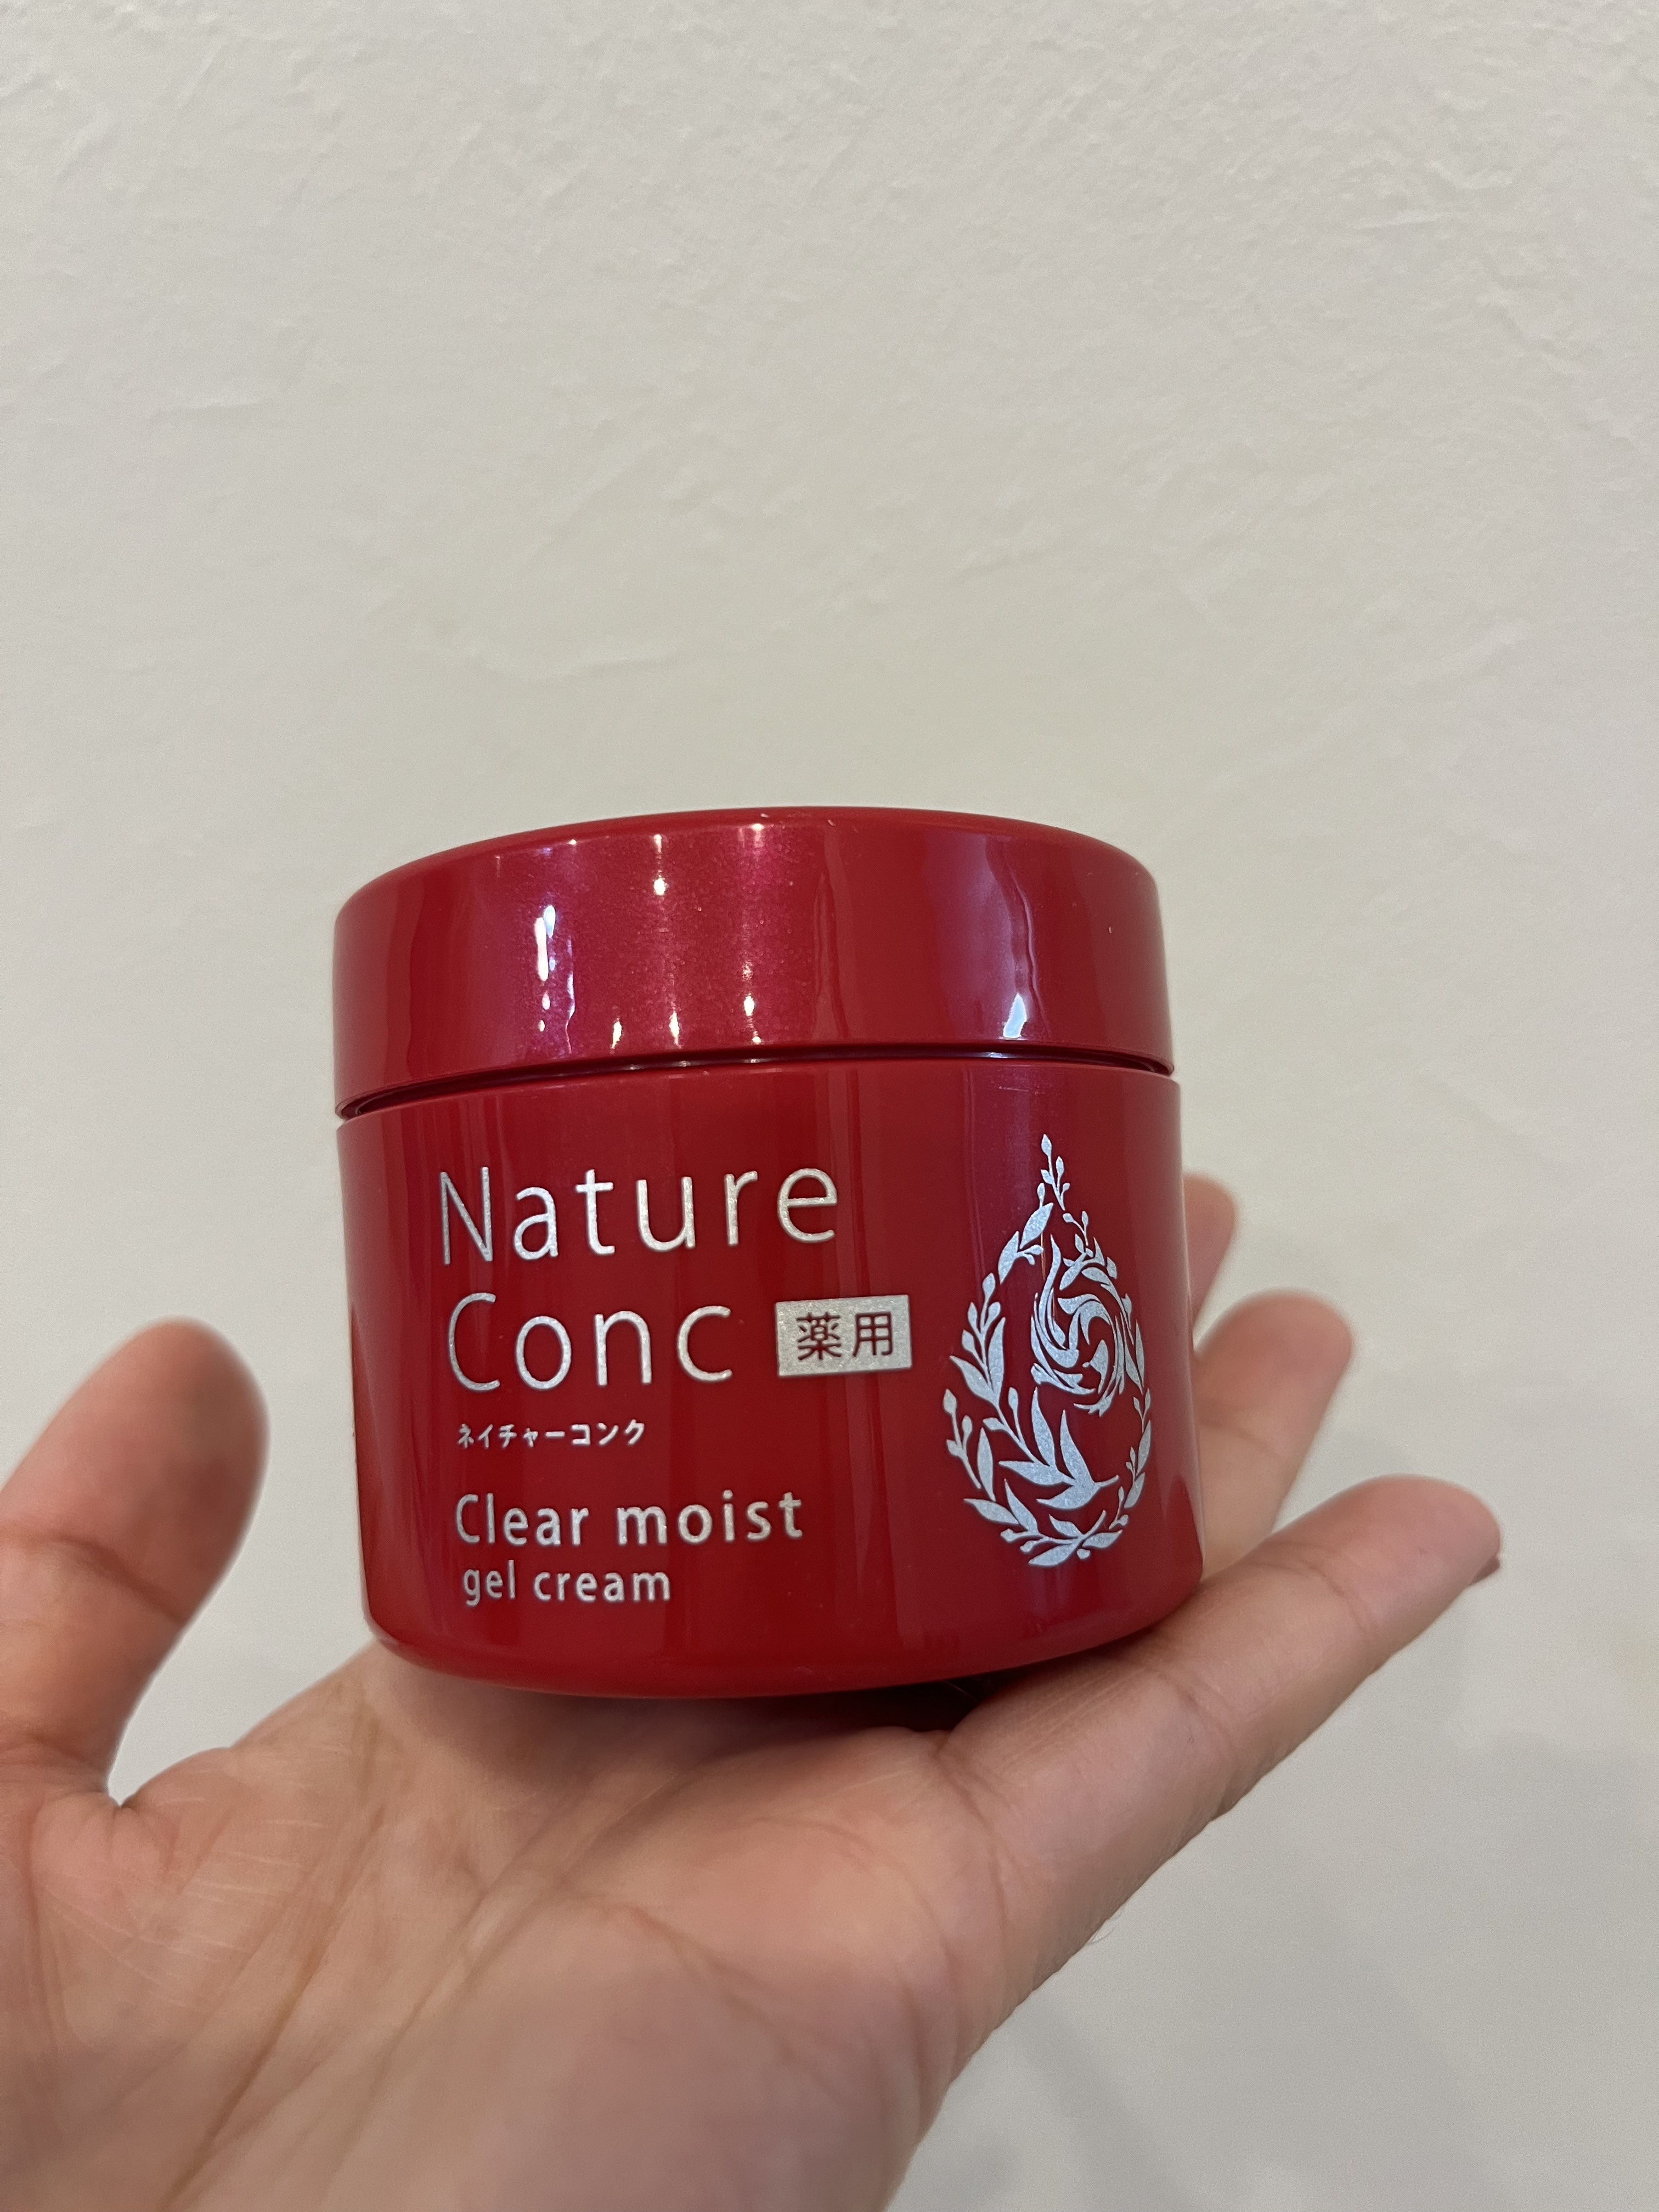 Nature
Conc 薬用
ネイチャーコンク
Clear moist
gel cream